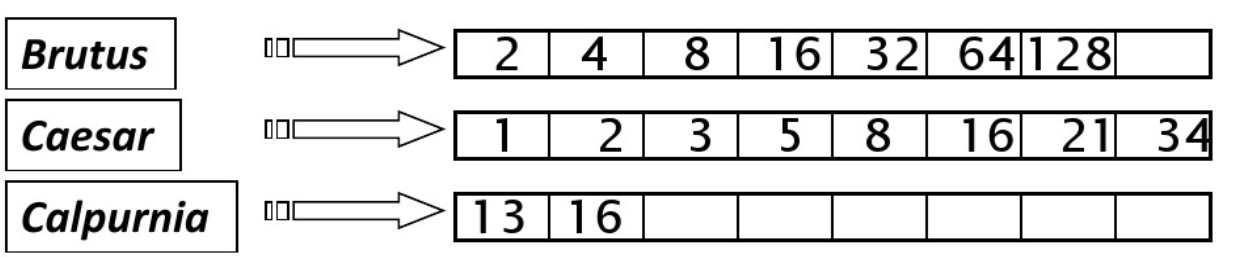 Brutus 2 4 8 16 32 64 128
Caesar 1 2 3 5 8 16 21 34
Calpurnia 13 16